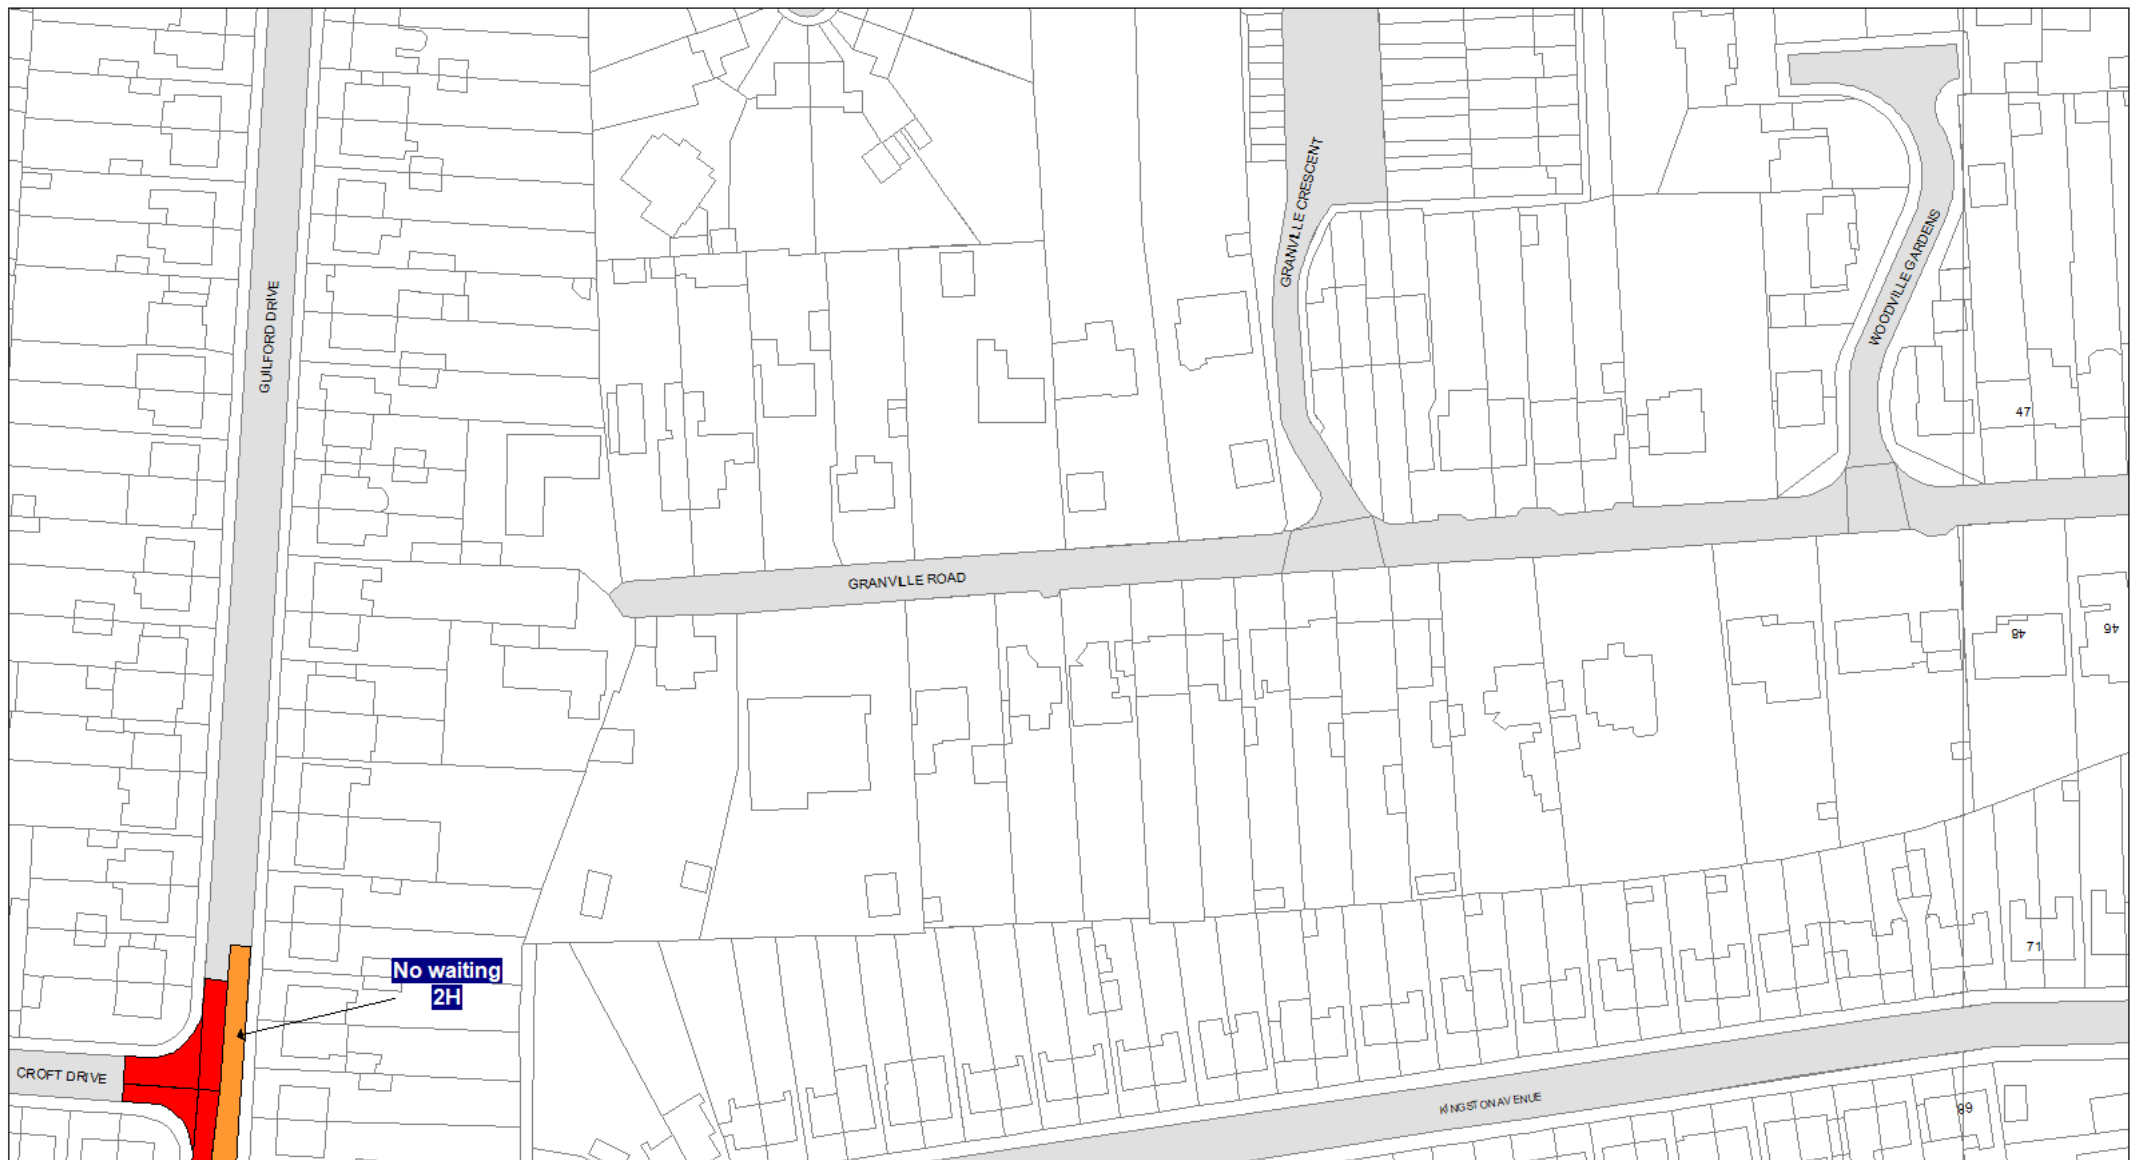 GRANVILLE CRESCENT
WOODVILLE GARDENS
GUILFORD DRIVE
47
GRANVILLE ROAD
48
46
71
No waiting
2H
CROFT DRIVE
KINGSTON AVENUE
68